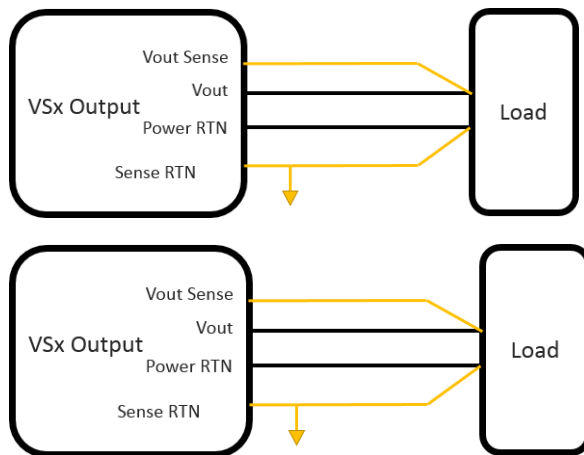 Vout Sense
Vout
VSx Output
Power RTN
Sense RTN
Load
Vout Sense
Vout
VSx Output
Power RTN
Sense RTN
Load